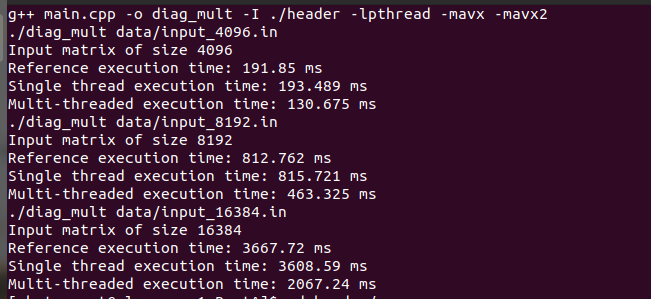 g++ main.cpp -o diag_mult -I ./header -lpthread -mavx -mavx2
./diag_mult data/input_4096.in
Input matrix of size 4096
Reference execution time: 191.85 ms
Single thread execution time: 193.489 ms
Multi-threaded execution time: 130.675 ms
./diag_mult data/input_8192.in
Input matrix of size 8192
Reference execution time: 812.762 ms
Single thread execution time: 815.721 ms
Multi-threaded execution time: 463.325 ms
./diag_mult data/input_16384.in
Input matrix of size 16384
Reference execution time: 3667.72 ms
Single thread execution time: 3608.59 ms
Multi-threaded execution time: 2067.24 ms